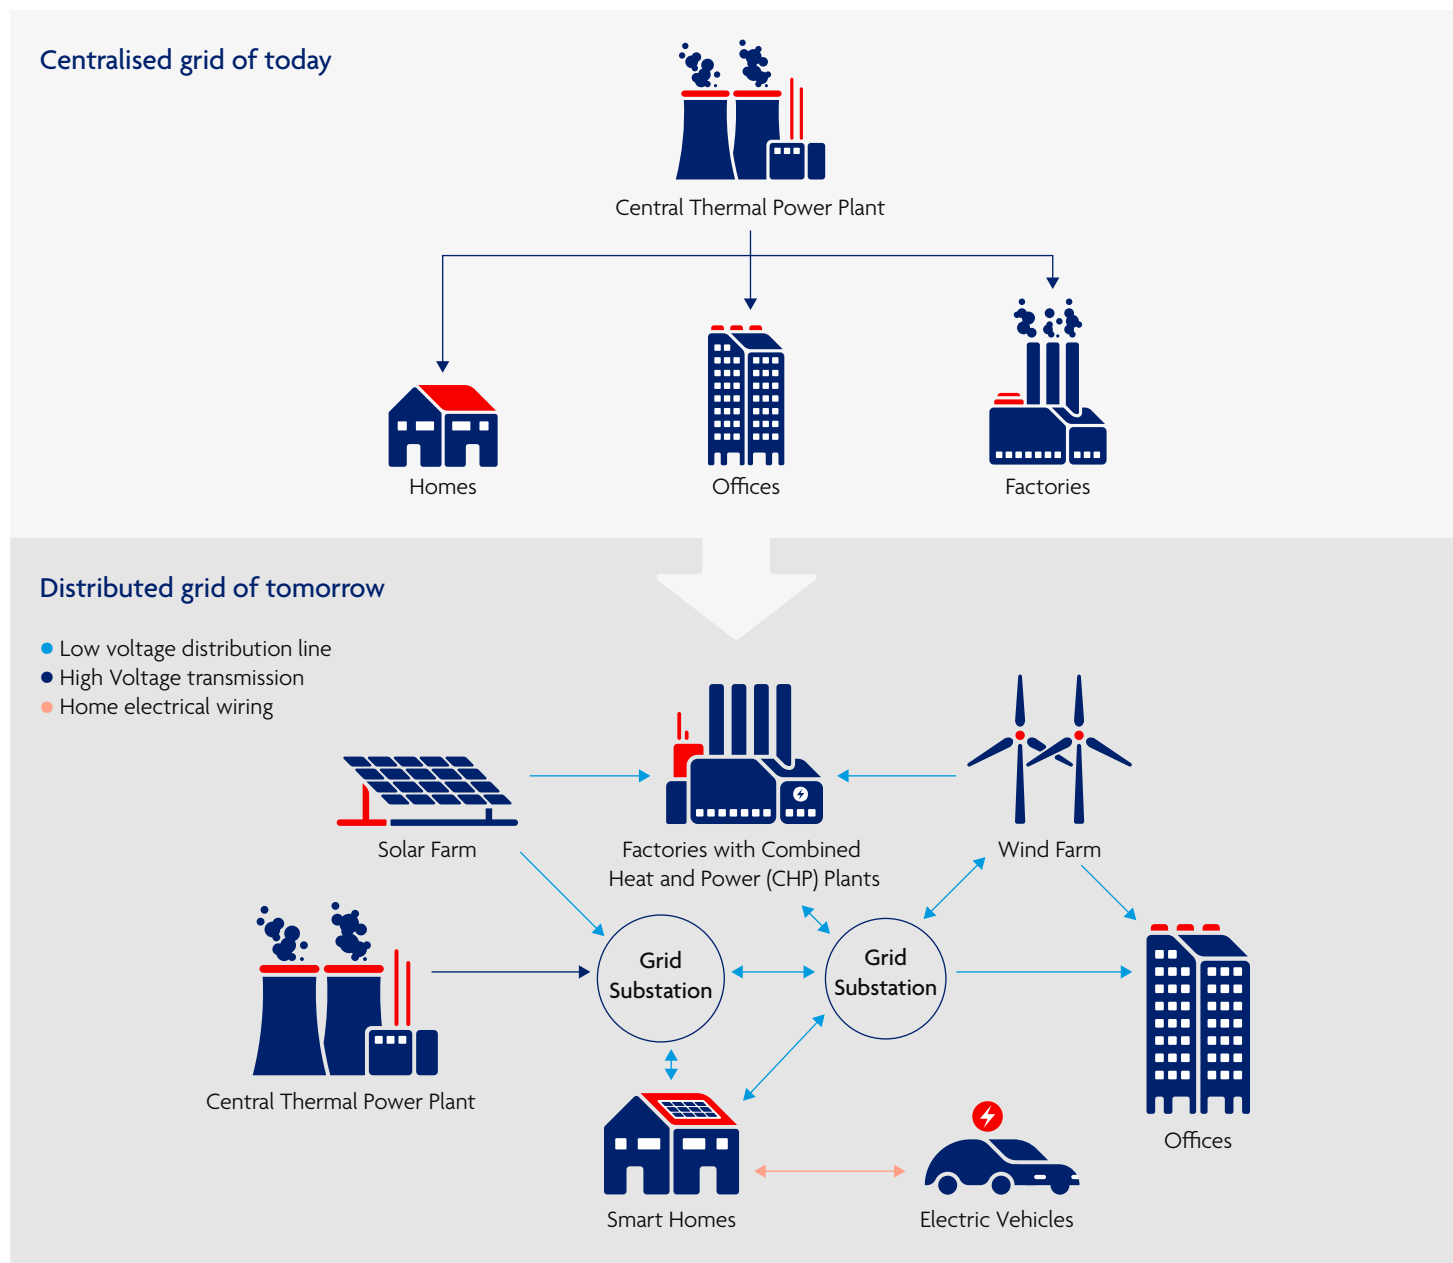 Centralised grid of today
Central Thermal Power Plant
Homes
Offices
Factories
Distributed grid of tomorrow
Low voltage distribution line
High Voltage transmission
Home electrical wiring
Solar Farm
Factories with Combined
Heat and Power (CHP) Plants
Wind Farm
Grid
Substation
Grid
Substation
Central Thermal Power Plant
Offices
Smart Homes
Electric Vehicles